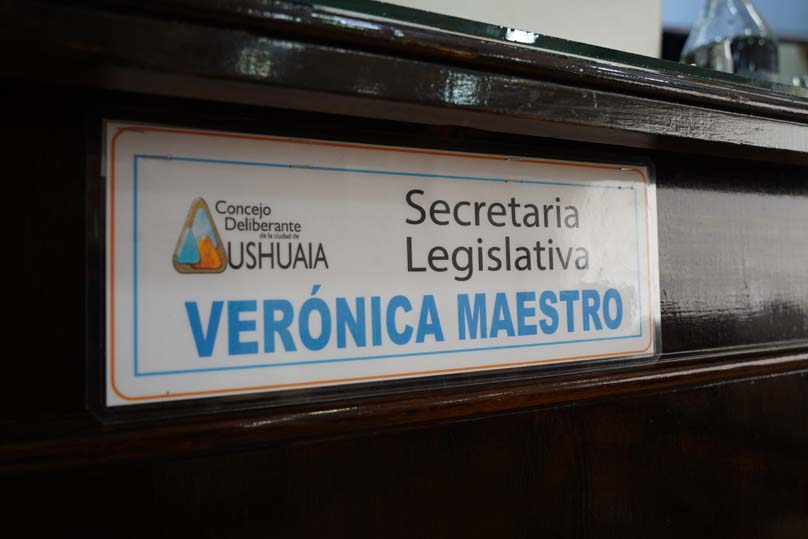 Concejo
Deliberante
de la ciudad de
USHUAIA
Secretaria
Legislativa
VERÓNICA MAESTRO